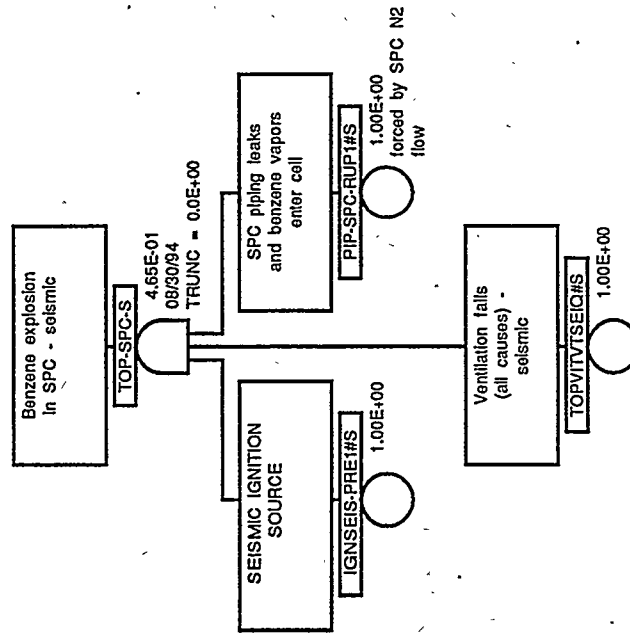 Benzene explosion
in SPC - seismic
TOP-SPC-S
4.65E-01
08/30/94
TRUNC = 0.0E+00
SEISMIC IGNITION
SOURCE
IGNSEIS-PRE1#S
1.00E+00
SPC piping leaks
and benzene vapors
enter cell
PIP-SPC-RUP1#S
1.00E+00
forced by SPC N2
flow
Ventilation fails
(all causes) -
seismic
TOPVITVTSEIQ#S
1.00E+00